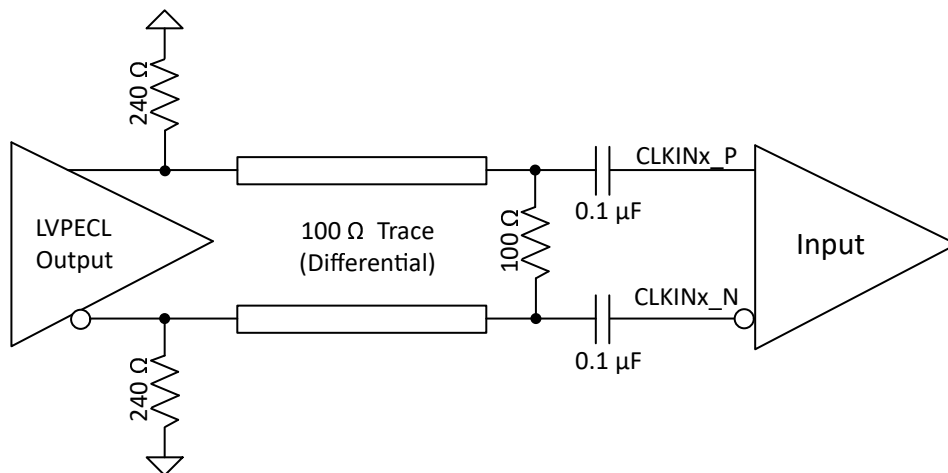 240 Ω
CLKINx_P
0.1 µF
LVPECL
Output
100 Ω Trace
(Differential)
100 Ω
Input
CLKINx_N
0.1 µF
240 Ω